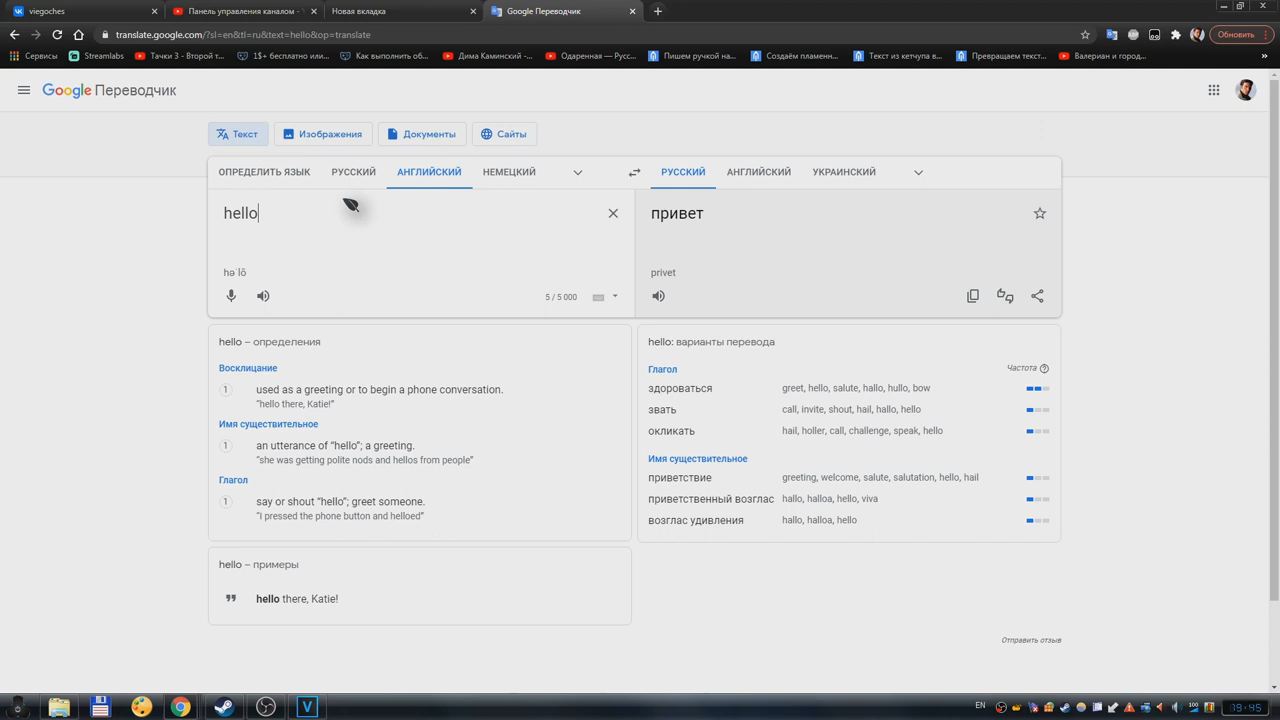 viegoches
Панель управления каналом -
Новая вкладка
Google Переводчик
translate.google.com/?sl=en&tl=ru&text=hello&op=translate
Обновить
Сервисы
Streamlabs
Тачки 3 - Второй т...
1$+ бесплатно или...
Как выполнить об...
Дима Каминский -...
Одаренная — Русс...
Пишем ручкой на...
Создаём пламенн...
Текст из кетчупа в...
Превращаем текст...
Валериан и город...
Google Переводчик
Текст
Изображения
Документы
Сайты
ОПРЕДЕЛИТЬ ЯЗЫК
РУССКИЙ
АНГЛИЙСКИЙ
НЕМЕЦКИЙ
РУССКИЙ
АНГЛИЙСКИЙ
УКРАИНСКИЙ
hello
привет
həˈlō
privet
5 / 5 000
hello – определения
Восклицание
1 used as a greeting or to begin a phone conversation.
“hello there, Katie!”
Имя существительное
1 an utterance of “hello”; a greeting.
“she was getting polite nods and hellos from people”
Глагол
1 say or shout “hello”; greet someone.
“I pressed the phone button and helloed”
hello: варианты перевода
Глагол
Частота
здороваться greet, hello, salute, hallo, hullo, bow
звать call, invite, shout, hail, hallo, hello
окликать hail, holler, call, challenge, speak, hello
Имя существительное
приветствие greeting, welcome, salute, salutation, hello, hail
приветственный возглас hallo, halloa, hello, viva
возглас удивления hallo, halloa, hello
hello – примеры
hello there, Katie!
Отправить отзыв
EN
100
19:45